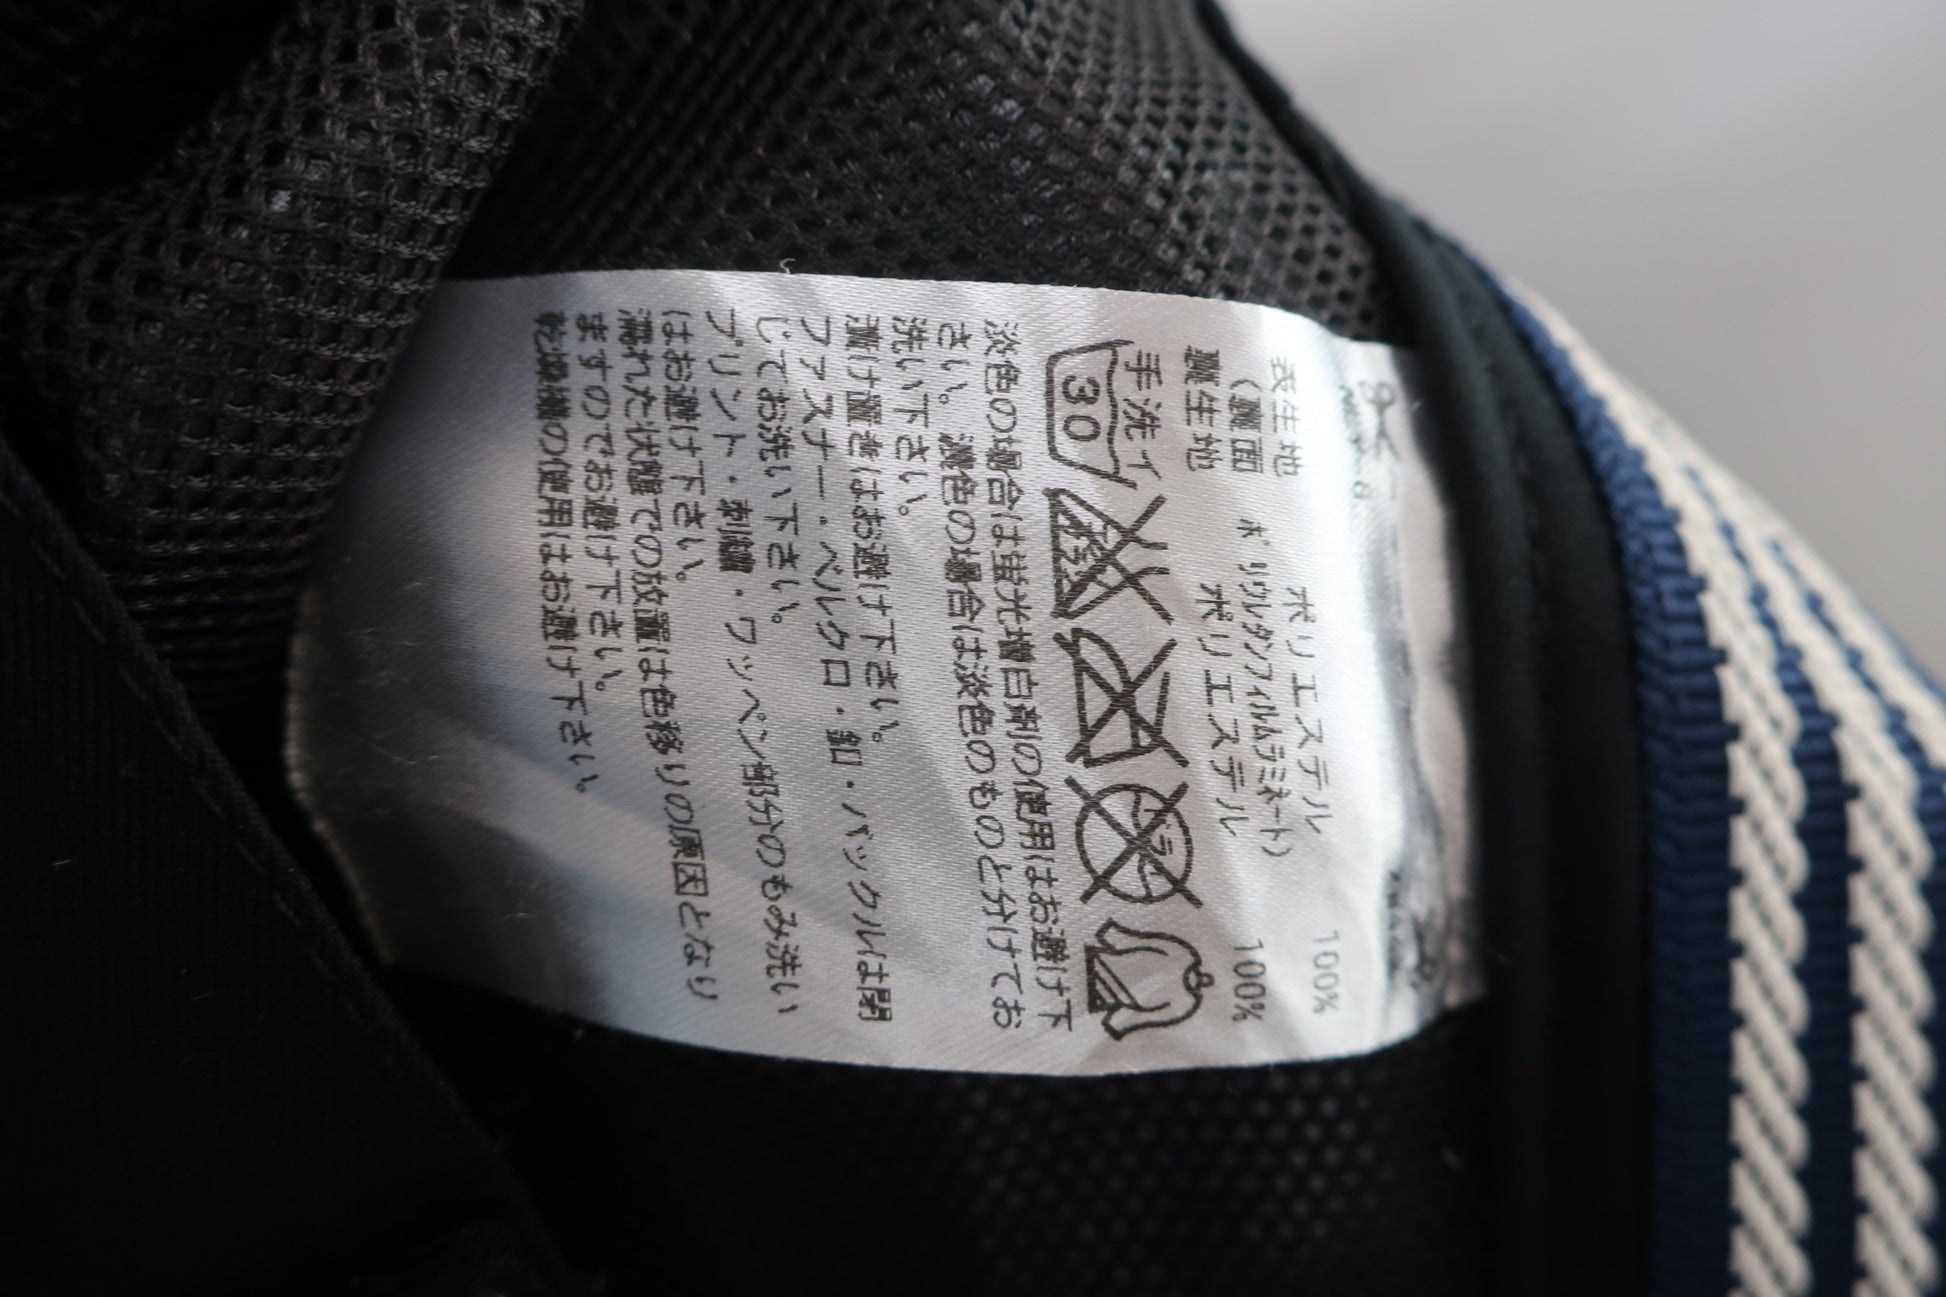 表生地 ポリエステル 100%
(裏面 ポリウレタンフィルムラミネート)
裏生地 ポリエステル 100%
手洗イ
30
エンソ
ドライ
淡色の場合は蛍光増白剤の使用はお避け下
さい。濃色の場合は淡色のものと分けてお
洗い下さい。
漬け置きはお避け下さい。
ファスナー・ベルクロ・釦・バックルは閉
じてお洗い下さい。
プリント・刺繍・ワッペン部分のもみ洗い
はお避け下さい。
濡れた状態での放置は色移りの原因となり
ますのでお避け下さい。
乾燥機の使用はお避け下さい。